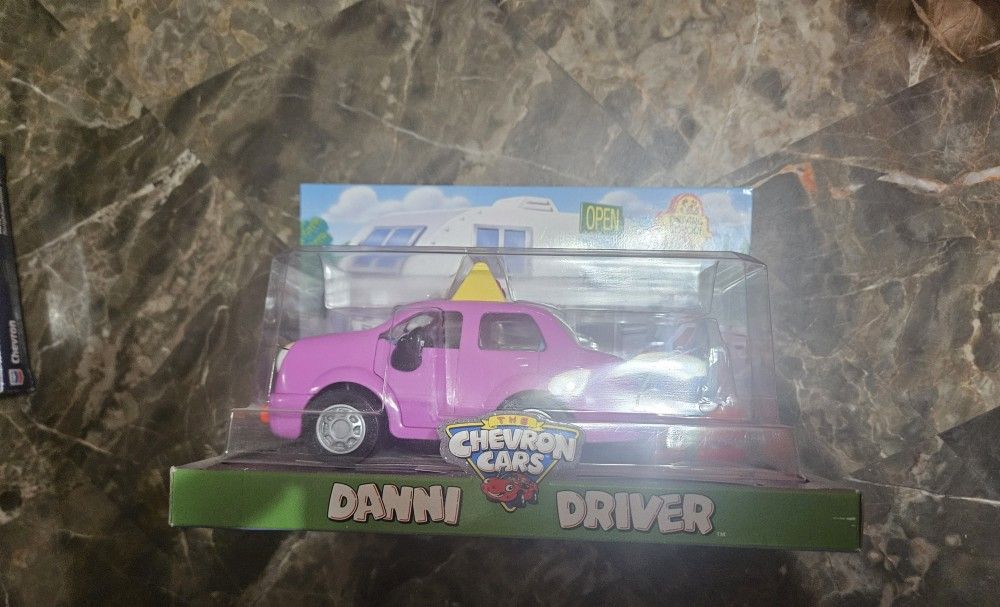 OPEN
THE
CHEVRON
CARS
DANNI DRIVER ™
Chevron